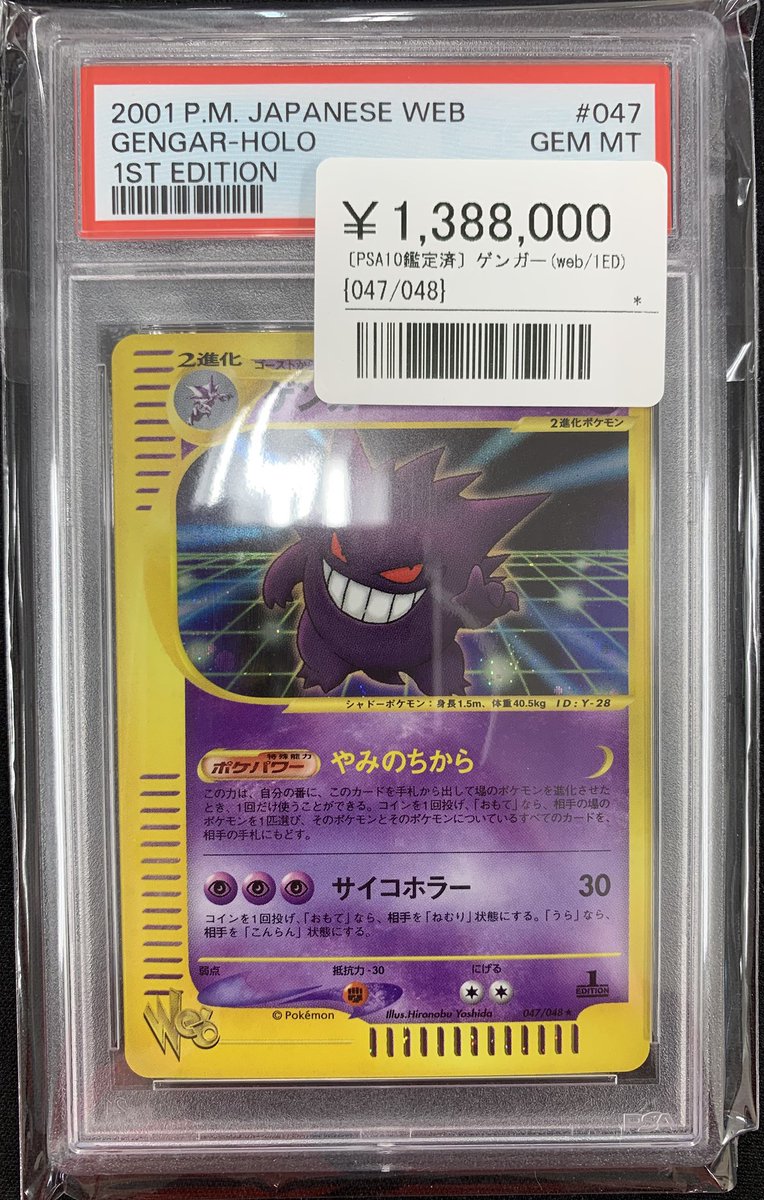 2001 P.M. JAPANESE WEB #047
GENGAR-HOLO GEM MT
1ST EDITION
¥1,388,000
〔PSA10鑑定済〕ゲンガー(web/1ED)
{047/048}
*
2進化
ゴーストか
2進化ポケモン
シャドーポケモン:身長1.5m、体重40.5kg ID:Y-28
特殊能力
ポケパワー やみのちから
この力は、自分の番に、このカードを手札から出して場のポケモンを進化させた
とき、1回だけ使うことができる。コインを1回投げ、「おもて」なら、相手の場の
ポケモンを1匹選び、そのポケモンとそのポケモンについているすべてのカードを、
相手の手札にもどす。
サイコホラー 30
コインを1回投げ、「おもて」なら、相手を「ねむり」状態にする。「うら」なら、
相手を「こんらん」状態にする。
弱点 抵抗力-30 にげる
1
EDITION
©Pokémon Illus.Hironobu Yoshida 047/048★
Web
PSA